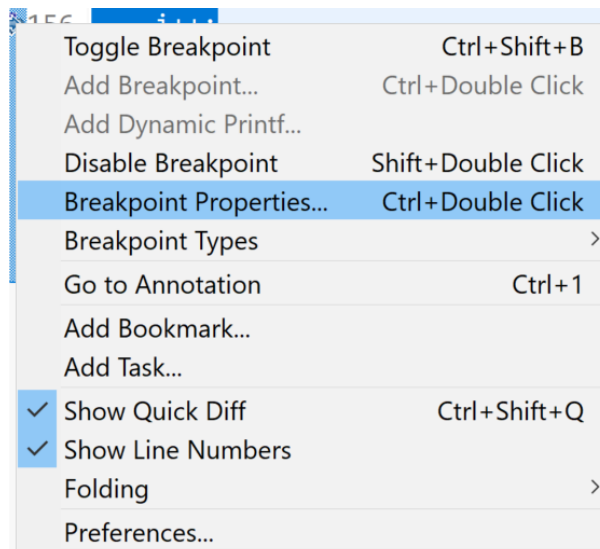 156 i++;
Toggle Breakpoint Ctrl+Shift+B
Add Breakpoint... Ctrl+Double Click
Add Dynamic Printf...
Disable Breakpoint Shift+Double Click
Breakpoint Properties... Ctrl+Double Click
Breakpoint Types
Go to Annotation Ctrl+1
Add Bookmark...
Add Task...
Show Quick Diff Ctrl+Shift+Q
Show Line Numbers
Folding
Preferences...